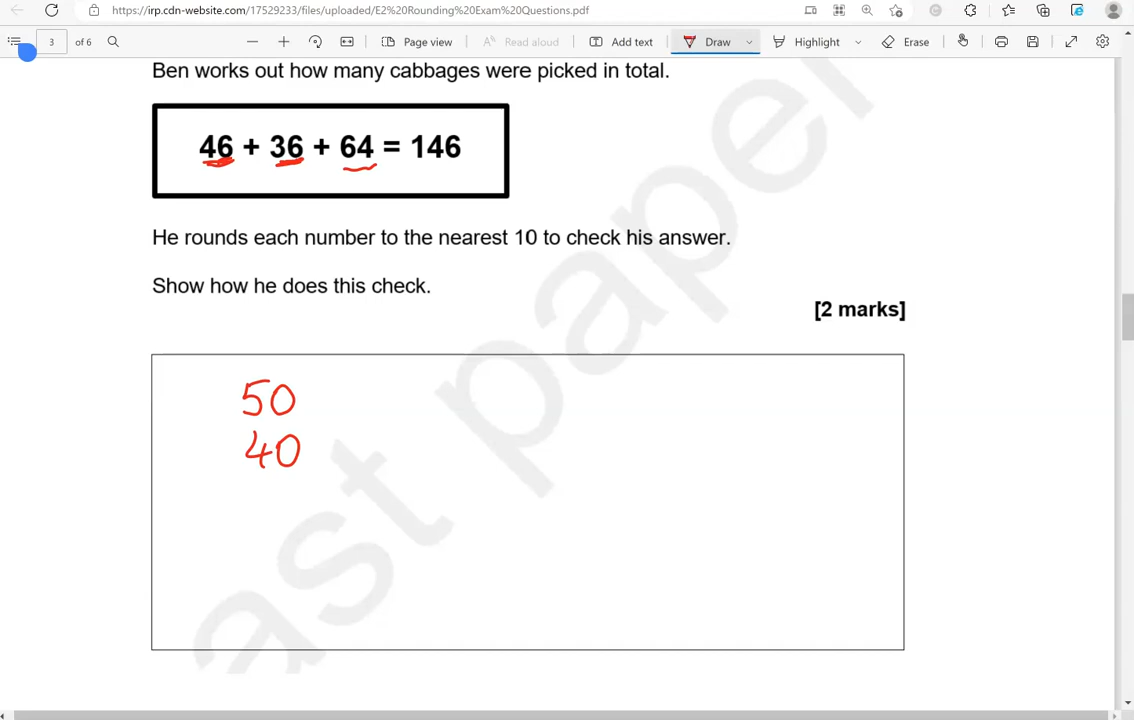 https://irp.cdn-website.com/17529233/files/uploaded/E2%20Rounding%20Exam%20Questions.pdf
3 of 6 Page view Read aloud Add text Draw Highlight Erase
Ben works out how many cabbages were picked in total.
46 + 36 + 64 = 146
He rounds each number to the nearest 10 to check his answer.
Show how he does this check.
[2 marks]
50
40
ast paper